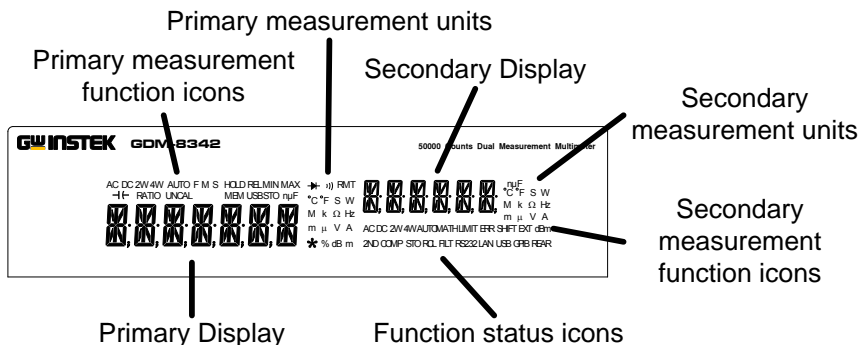 Primary measurement units
Primary measurement
function icons
Secondary Display
Secondary
measurement units
GW INSTEK GDM-8342
50000 Counts Dual Measurement Multimeter
AC DC 2W 4W AUTO F M S HOLD REL MIN MAX
RATIO UNCAL MEM USBSTO nµF
RMT
°C °F S W
M k Ω Hz
m µ V A
% dB m
nµF
°C °F S W
M k Ω Hz
m µ V A
AC DC 2W 4W AUTO MATH LIMIT ERR SHIFT EXT dBm
2ND COMP STO RCL FILT RS232 LAN USB GPIB REAR
Secondary
measurement
function icons
Primary Display
Function status icons